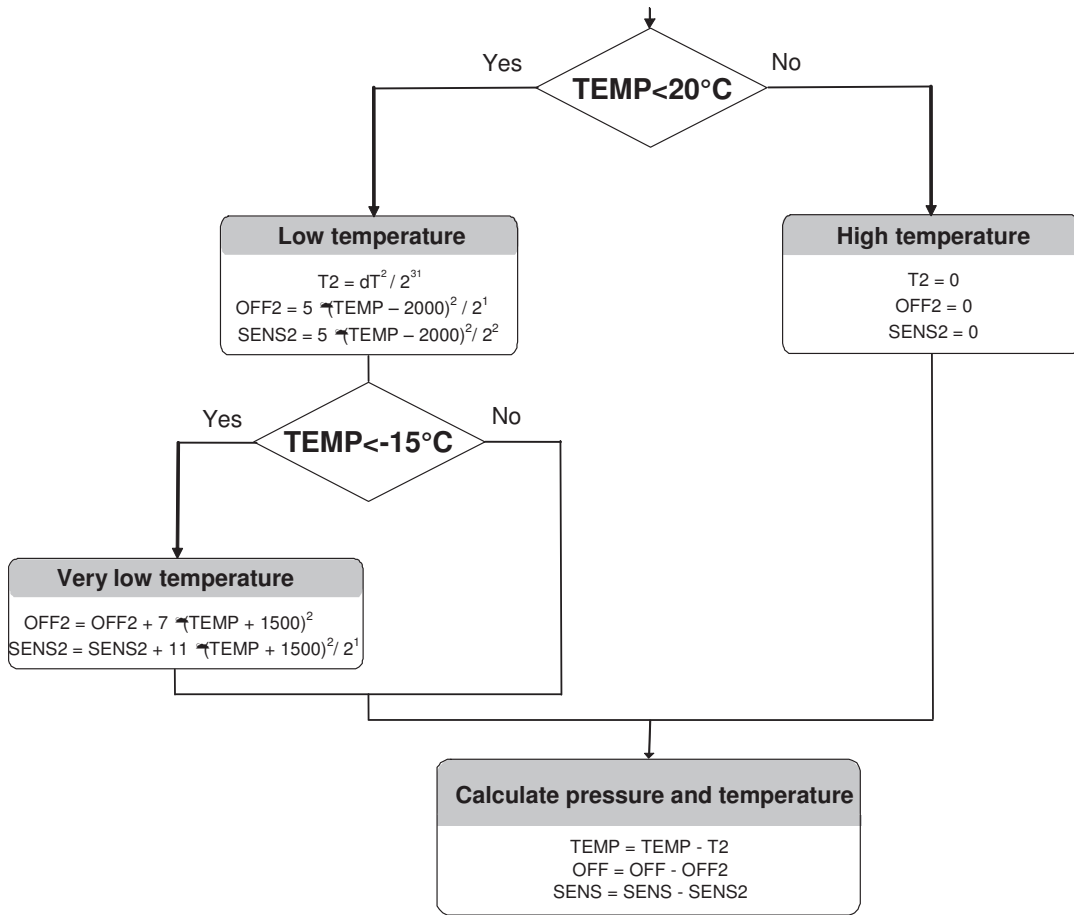 Yes
No
TEMP<20°C
Low temperature
T2 = dT² / 2³¹
OFF2 = 5 (TEMP – 2000)² / 2¹
SENS2 = 5 (TEMP – 2000)² / 2²
High temperature
T2 = 0
OFF2 = 0
SENS2 = 0
Yes
No
TEMP<-15°C
Very low temperature
OFF2 = OFF2 + 7 (TEMP + 1500)²
SENS2 = SENS2 + 11 (TEMP + 1500)² / 2¹
Calculate pressure and temperature
TEMP = TEMP - T2
OFF = OFF - OFF2
SENS = SENS - SENS2